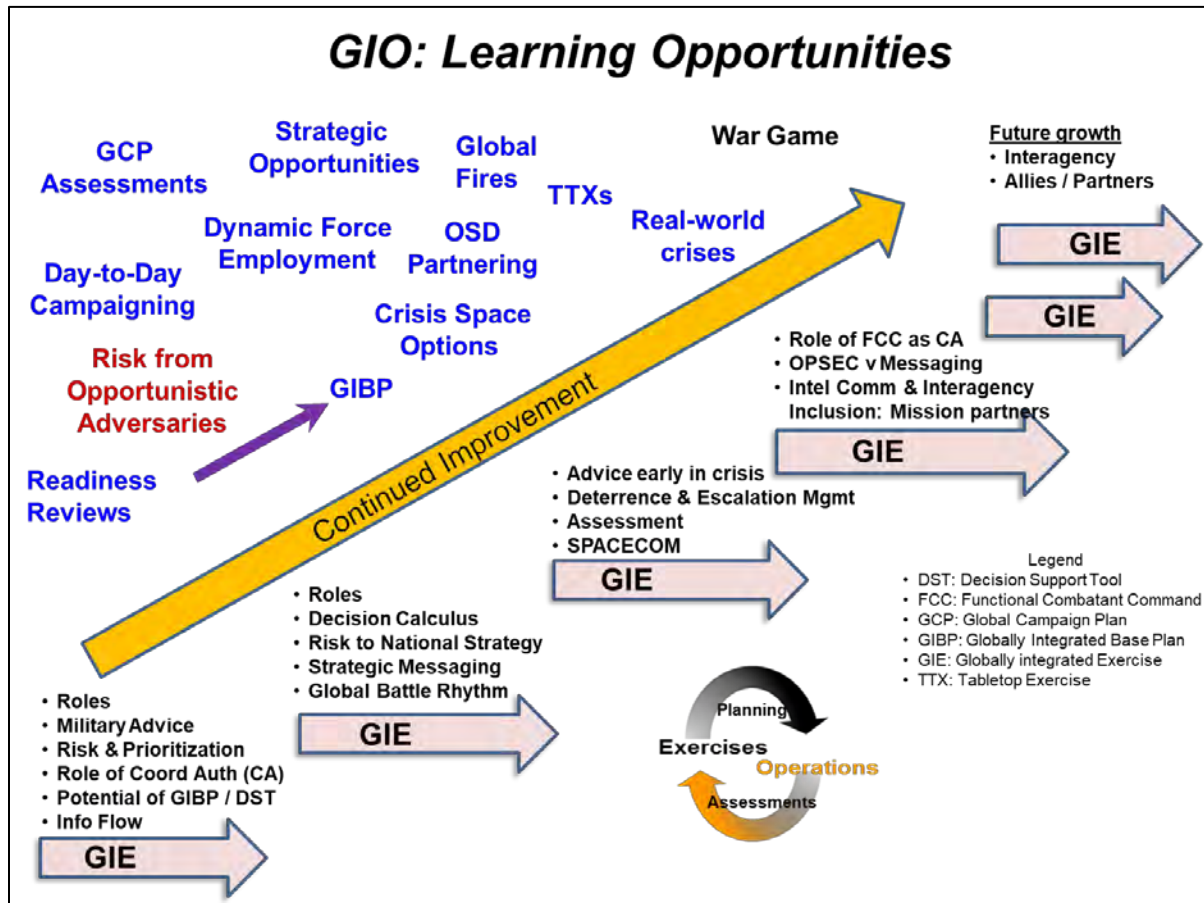 GIO: Learning Opportunities
GCP
Assessments
Strategic
Opportunities
Global
Fires
TTXs
War Game
Future growth
• Interagency
• Allies / Partners
Dynamic Force
Employment
OSD
Partnering
Real-world
crises
GIE
Day-to-Day
Campaigning
Crisis Space
Options
GIE
Risk from
Opportunistic
Adversaries
GIBP
• Role of FCC as CA
• OPSEC v Messaging
• Intel Comm & Interagency
Inclusion: Mission partners
GIE
Readiness
Reviews
Continued Improvement
• Advice early in crisis
• Deterrence & Escalation Mgmt
• Assessment
• SPACECOM
GIE
• Roles
• Decision Calculus
• Risk to National Strategy
• Strategic Messaging
• Global Battle Rhythm
GIE
Legend
• DST: Decision Support Tool
• FCC: Functional Combatant Command
• GCP: Global Campaign Plan
• GIBP: Globally Integrated Base Plan
• GIE: Globally integrated Exercise
• TTX: Tabletop Exercise
• Roles
• Military Advice
• Risk & Prioritization
• Role of Coord Auth (CA)
• Potential of GIBP / DST
• Info Flow
GIE
Planning
Exercises
Operations
Assessments